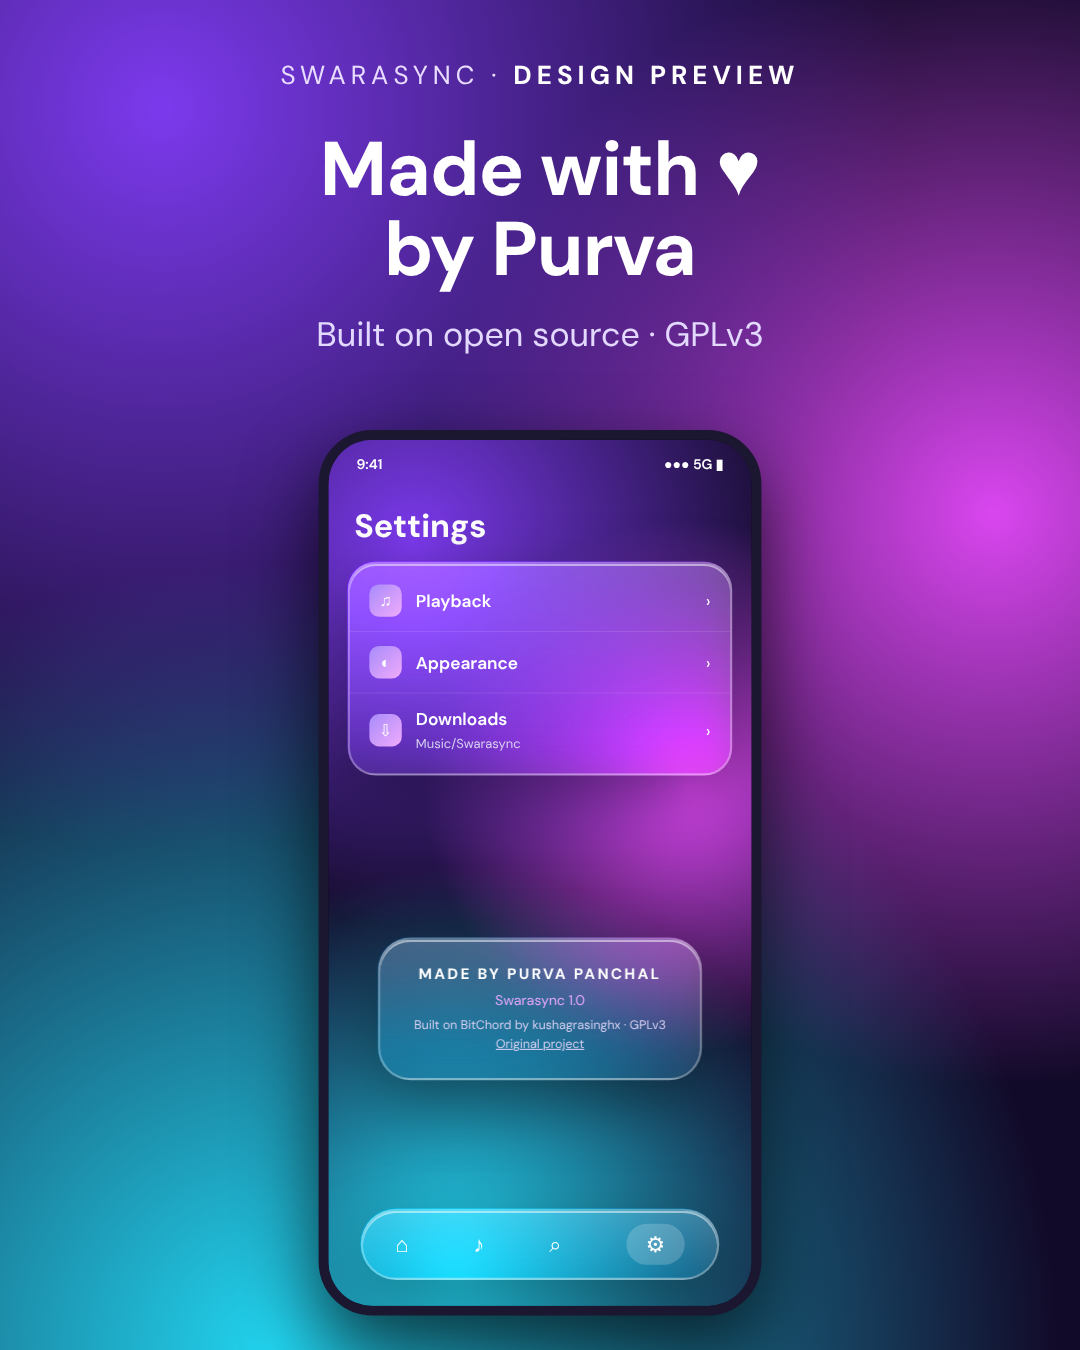 SWARASYNC · DESIGN PREVIEW
Made with ♥
by Purva
Built on open source · GPLv3
9:41
●●● 5G ▮
Settings
Playback ›
Appearance ›
Downloads ›
Music/Swarasync
MADE BY PURVA PANCHAL
Swarasync 1.0
Built on BitChord by kushagrasinghx · GPLv3
Original project